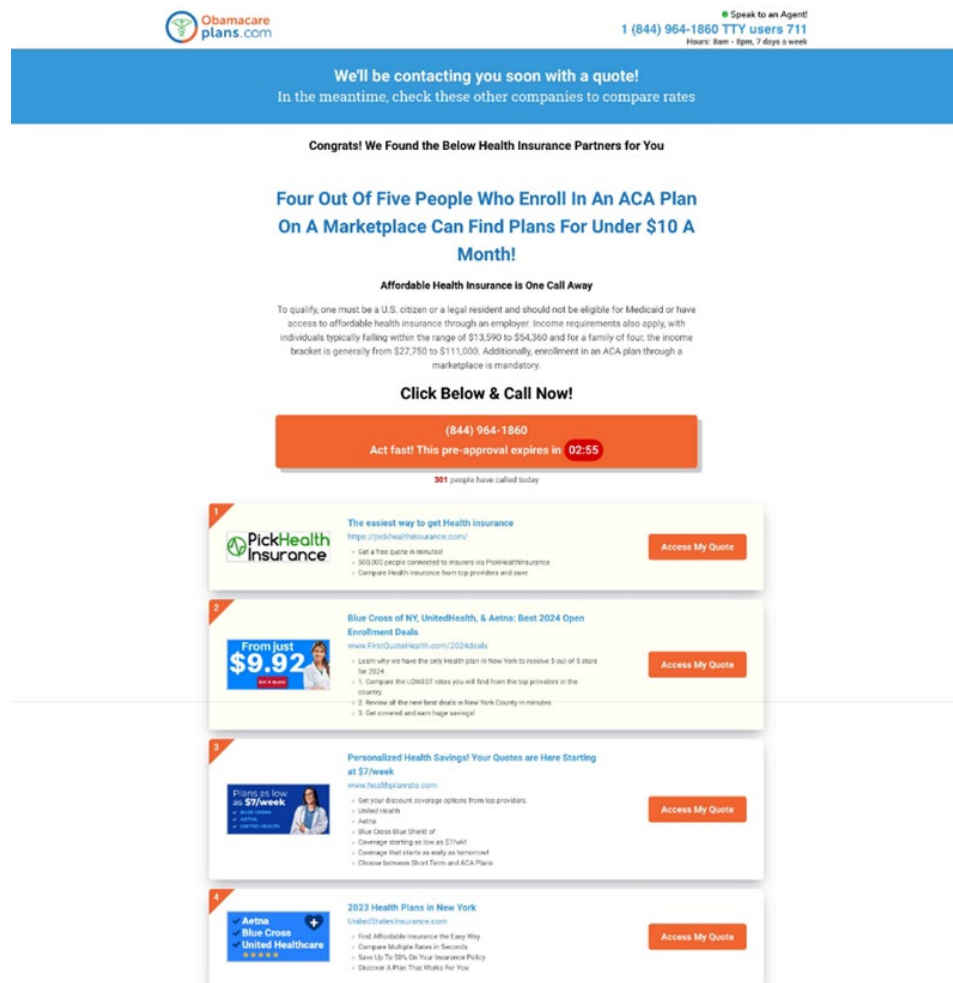 Obamacare
plans.com
Speak to an Agent!
1 (844) 964-1860 TTY users 711
Hours: 8am - 8pm, 7 days a week
We'll be contacting you soon with a quote!
In the meantime, check these other companies to compare rates
Congrats! We Found the Below Health Insurance Partners for You
Four Out Of Five People Who Enroll In An ACA Plan
On A Marketplace Can Find Plans For Under $10 A
Month!
Affordable Health Insurance is One Call Away
To qualify, one must be a U.S. citizen or a legal resident and should not be eligible for Medicaid or have
access to affordable health insurance through an employer. Income requirements also apply, with
individuals typically falling within the range of $13,590 to $54,360 and for a family of four, the income
bracket is generally from $27,750 to $111,000. Additionally, enrollment in an ACA plan through a
marketplace is mandatory.
Click Below & Call Now!
(844) 964-1860
Act fast! This pre-approval expires in 02:55
301 people have called today
1
PickHealth
Insurance
The easiest way to get Health insurance
https://pickhealthinsurance.com/
Get a free quote in minutes!
500,000 people connected to insurers via PickHealthInsurance
Compare Health insurance from top providers and save
Access My Quote
2
From just
$9.92
Get A Quote
Blue Cross of NY, UnitedHealth, & Aetna: Best 2024 Open
Enrollment Deals
www.FirstQuoteHealth.com/2024deals
Learn why we have the only Health plan in New York to receive 5 out of 5 stars
for 2024.
1. Compare the LOWEST rates you will find from the top providers in the
country.
2. Review all the new best deals in New York County in minutes.
3. Get covered and earn huge savings!
Access My Quote
3
Plans as low
as $7/week
BLUE CROSS
AETNA
UNITED HEALTH
Personalized Health Savings! Your Quotes are Here Starting
at $7/week
www.healthplanrate.com
Get your discount coverage options from top providers.
United Health
Aetna
Blue Cross Blue Shield of
Coverage starting as low as $7/wk!
Coverage that starts as early as tomorrow!
Choose between Short Term and ACA Plans
Access My Quote
4
Aetna
Blue Cross
United Healthcare
2023 Health Plans in New York
UnitedStatesInsurance.com
Find Affordable Insurance the Easy Way
Compare Multiple Rates in Seconds
Save Up To 50% On Your Insurance Policy
Discover A Plan That Works For You
Access My Quote